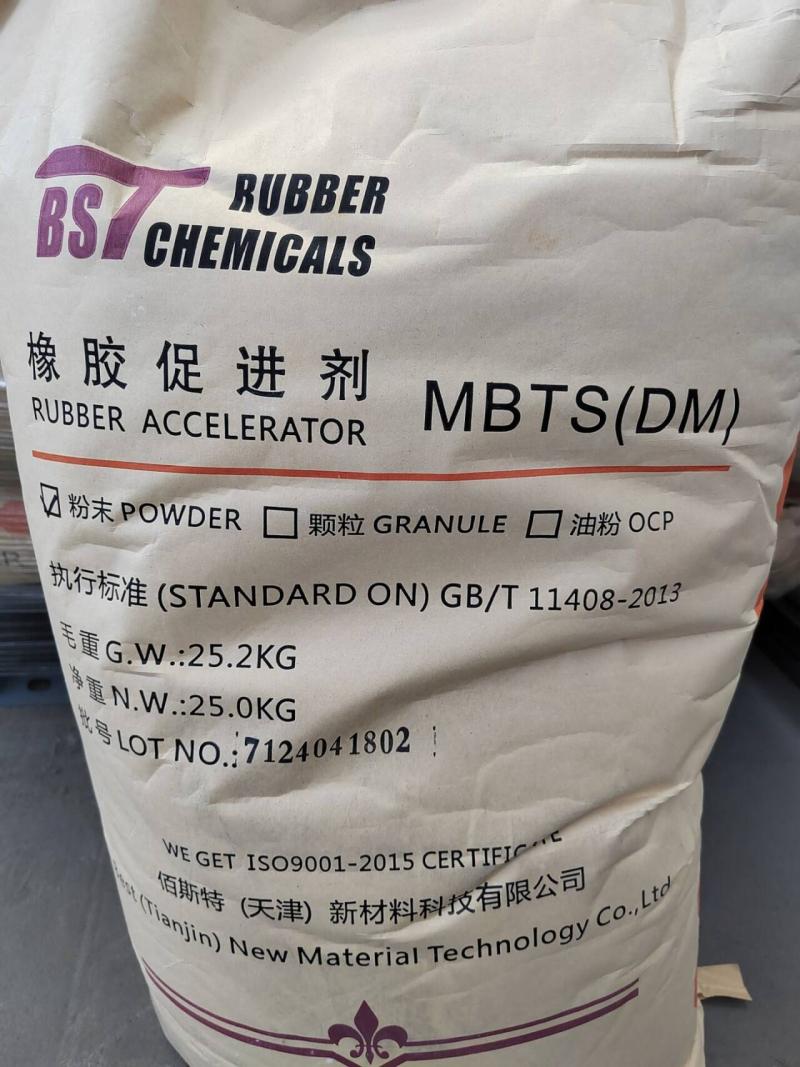 BST RUBBER
CHEMICALS
橡胶促进剂
RUBBER ACCELERATOR
MBTS(DM)
☑ 粉末 POWDER ☐ 颗粒 GRANULE ☐ 油粉 OCP
执行标准 (STANDARD ON) GB/T 11408-2013
毛重 G.W.:25.2KG
净重 N.W.:25.0KG
批号 LOT NO.:7124041802
WE GET ISO9001-2015
佰斯特（天津）新材料科技有限公司
(Tianjin) New Material Technology Co.,Ltd